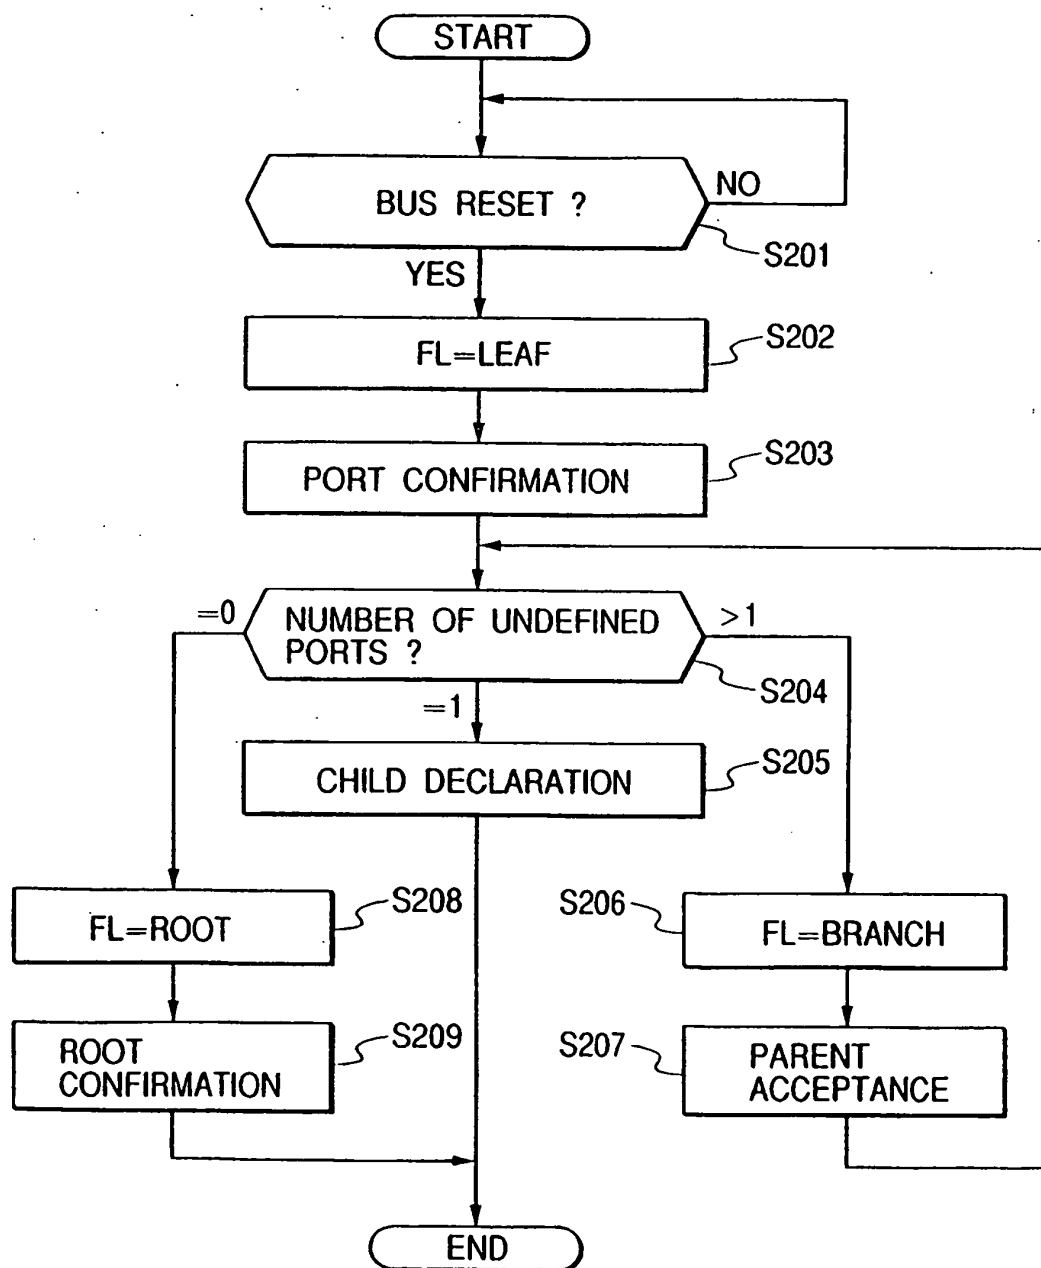 START
BUS RESET ?
NO
S201
YES
FL=LEAF
S202
PORT CONFIRMATION
S203
=0
NUMBER OF UNDEFINED
PORTS ?
>1
S204
=1
CHILD DECLARATION
S205
FL=ROOT
S208
S206
FL=BRANCH
ROOT
CONFIRMATION
S209
S207
PARENT
ACCEPTANCE
END